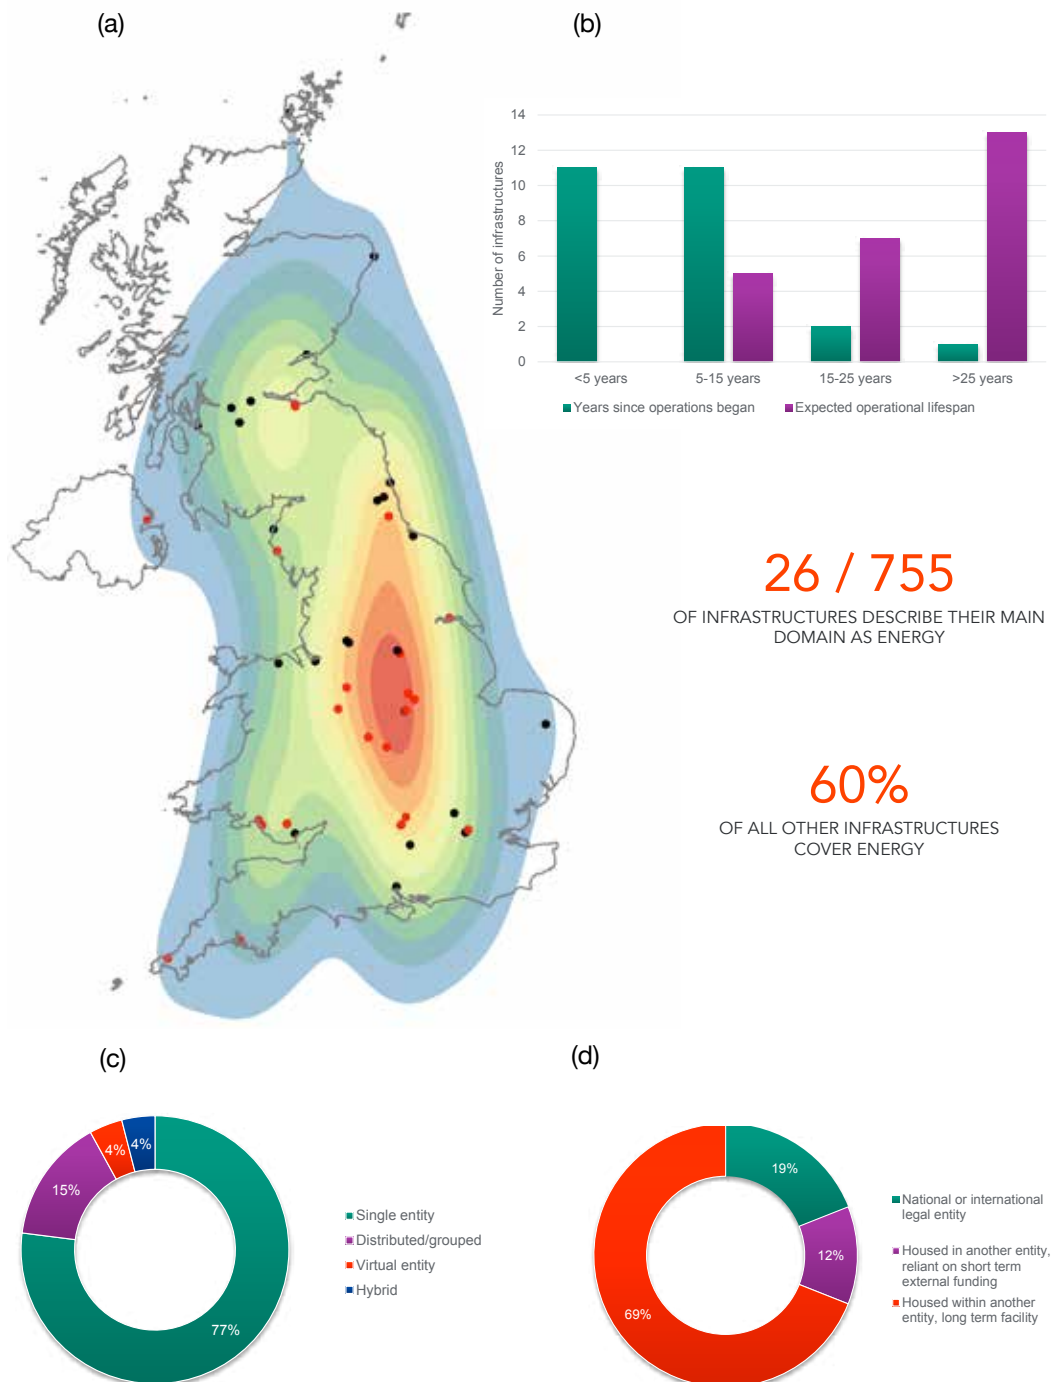 (a)
(b)
14
12
10
8
6
4
2
0
Number of infrastructures
<5 years
5-15 years
15-25 years
>25 years
Years since operations began
Expected operational lifespan
26 / 755
OF INFRASTRUCTURES DESCRIBE THEIR MAIN
DOMAIN AS ENERGY
60%
OF ALL OTHER INFRASTRUCTURES
COVER ENERGY
(c)
4%
4%
15%
77%
Single entity
Distributed/grouped
Virtual entity
Hybrid
(d)
19%
12%
69%
National or international
legal entity
Housed in another entity,
reliant on short term
external funding
Housed within another
entity, long term facility